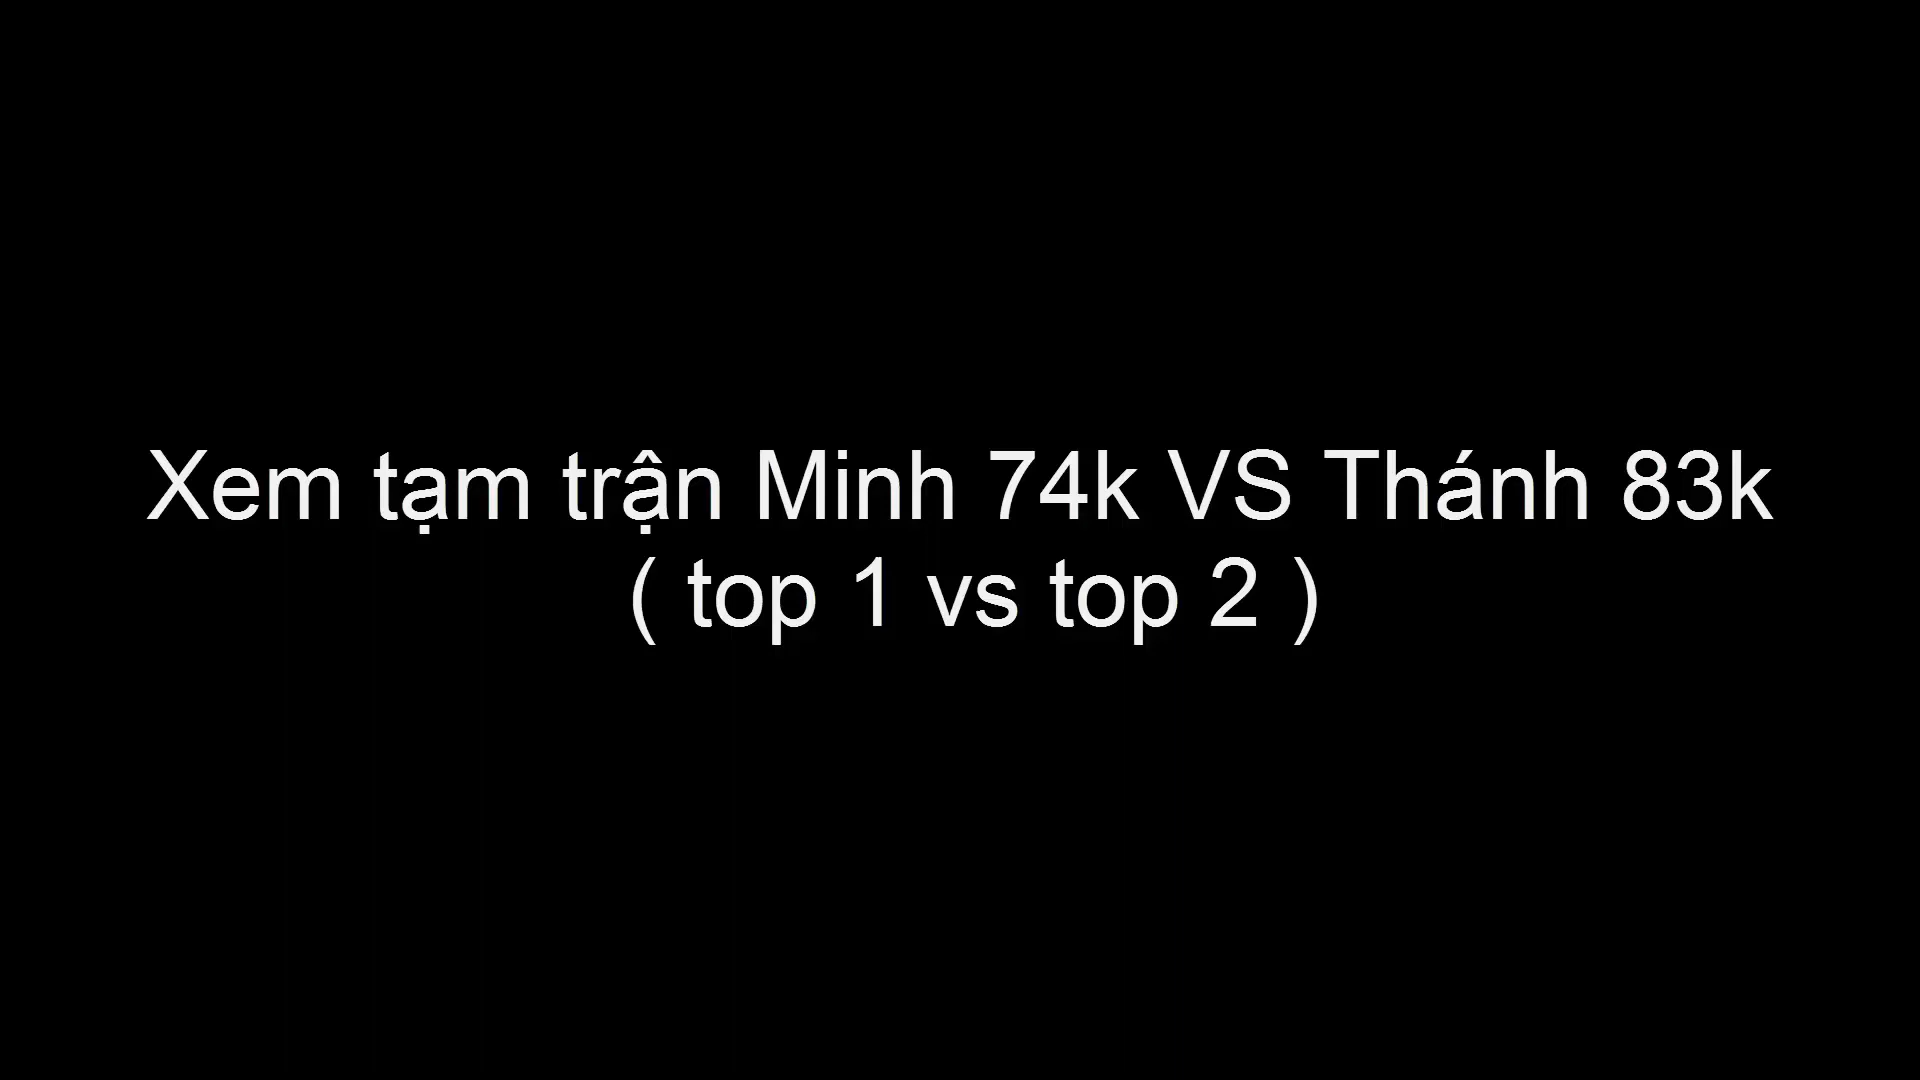 Xem tạm trận Minh 74k VS Thánh 83k
( top 1 vs top 2 )